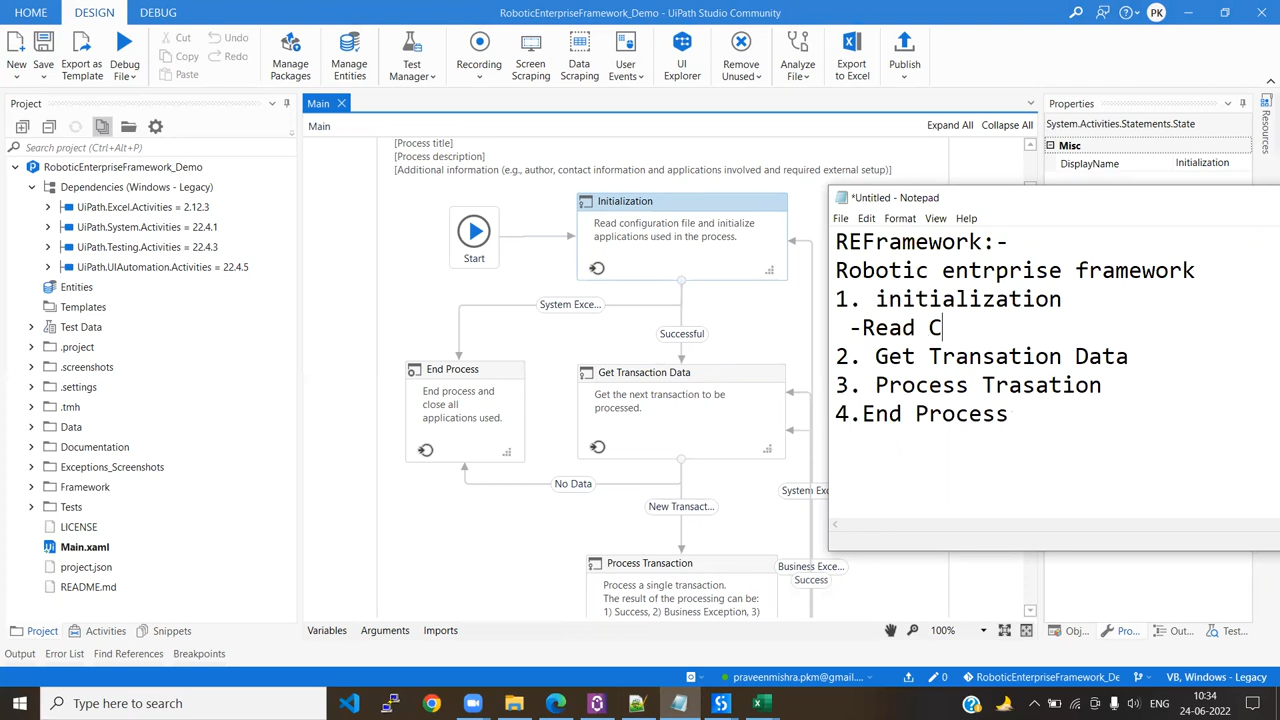 HOME
DESIGN
DEBUG
RoboticEnterpriseFramework_Demo - UiPath Studio Community
PK
New
Save
Export as Template
Debug File
Cut
Copy
Paste
Undo
Redo
Manage Packages
Manage Entities
Test Manager
Recording
Screen Scraping
Data Scraping
User Events
UI Explorer
Remove Unused
Analyze File
Export to Excel
Publish
Project
Search project (Ctrl+Alt+P)
RoboticEnterpriseFramework_Demo
Dependencies (Windows - Legacy)
UiPath.Excel.Activities = 2.12.3
UiPath.System.Activities = 22.4.1
UiPath.Testing.Activities = 22.4.3
UiPath.UIAutomation.Activities = 22.4.5
Entities
Templates
Test Data
.project
.screenshots
.settings
.tmh
Data
Documentation
Exceptions_Screenshots
Framework
Tests
LICENSE
Main.xaml
project.json
README.md
Project
Activities
Snippets
Main
Main
Expand All
Collapse All
[Process title]
[Process description]
[Additional information (e.g., author, contact information and applications involved and required external setup)]
Start
Initialization
Read configuration file and initialize
applications used in the process.
System Exce...
Successful
End Process
End process and
close all
applications used.
Get Transaction Data
Get the next transaction to be
processed.
No Data
New Transact...
System Exc
Process Transaction
Process a single transaction.
The result of the processing can be:
1) Success, 2) Business Exception, 3)
Business Exce...
Success
Variables
Arguments
Imports
100%
Properties
System.Activities.Statements.State
Misc
DisplayName
Initialization
Resources
*Untitled - Notepad
File
Edit
Format
View
Help
REFramework:-
Robotic entrprise framework
1. initialization
-Read C
2. Get Transation Data
3. Process Trasation
4.End Process
Obj...
Pro...
Out...
Test...
Output
Error List
Find References
Breakpoints
praveenmishra.pkm@gmail....
0
RoboticEnterpriseFramework_De
VB, Windows - Legacy
Type here to search
ENG
10:34
24-06-2022